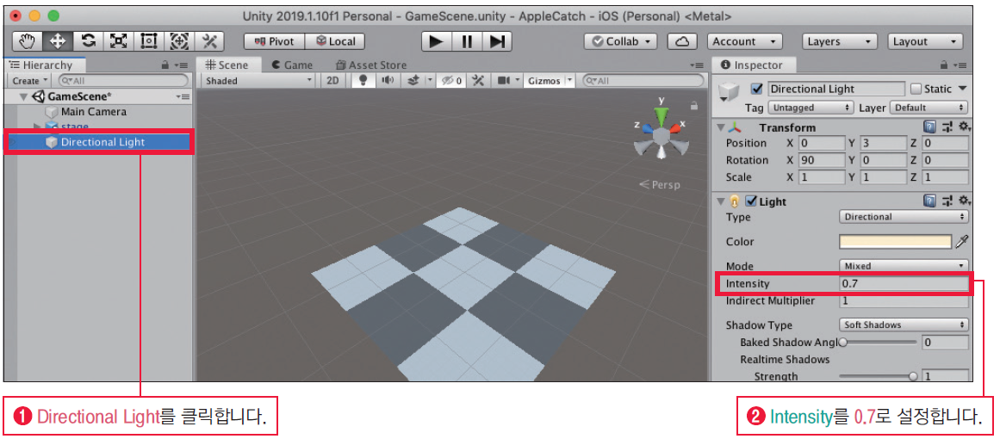 Unity 2019.1.10f1 Personal - GameScene.unity - AppleCatch - iOS (Personal) <Metal>
Pivot Local Collab Account Layers Layout
Hierarchy
Create All
GameScene*
Main Camera
stage
Directional Light
Scene Game Asset Store
Shaded 2D 0 Gizmos All
y
z x
Persp
Inspector
Directional Light Static
Tag Untagged Layer Default
Transform
Position X 0 Y 3 Z 0
Rotation X 90 Y 0 Z 0
Scale X 1 Y 1 Z 1
Light
Type Directional
Color
Mode Mixed
Intensity 0.7
Indirect Multiplier 1
Shadow Type Soft Shadows
Baked Shadow Angl 0
Realtime Shadows
Strength 1
❶ Directional Light를 클릭합니다.
❷ Intensity를 0.7로 설정합니다.